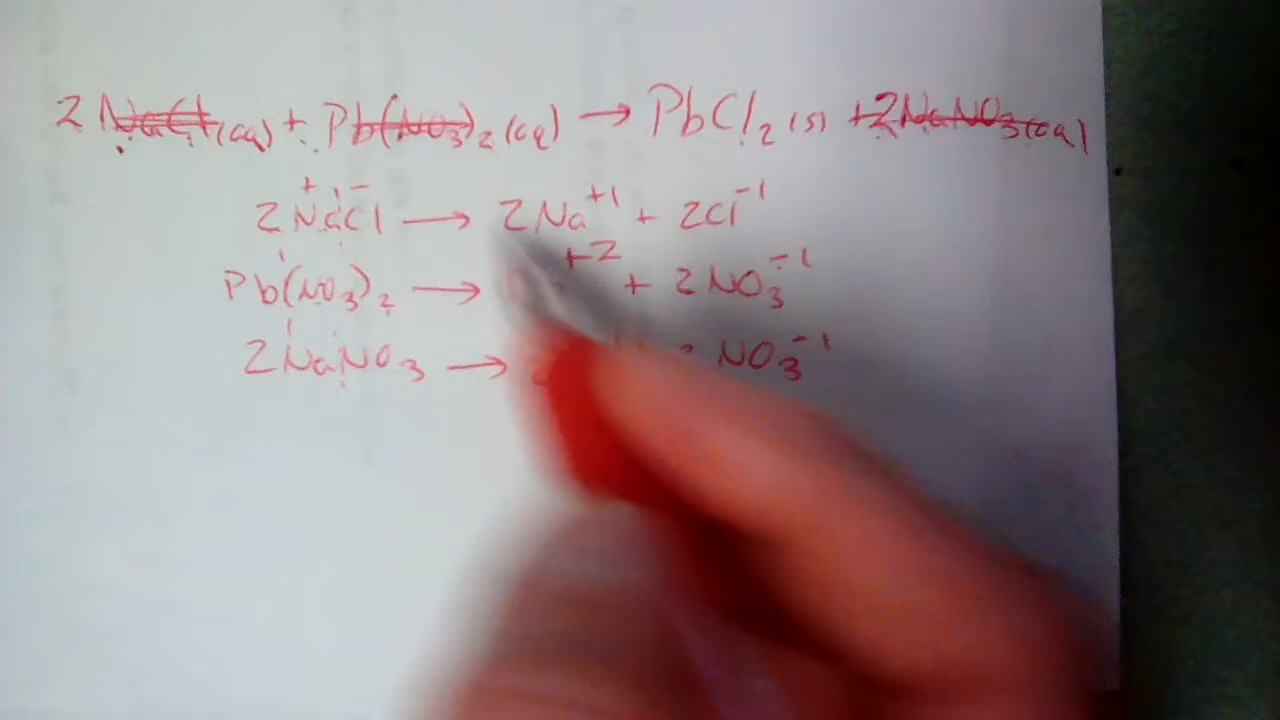 2 NaCl (aq) + Pb(NO3)2 (aq) → PbCl2 (s) + 2NaNO3 (aq)
2NaCl → 2Na+1 + 2Cl-1
Pb(NO3)2 → +2 + 2NO3-1
2NaNO3 → NO3-1